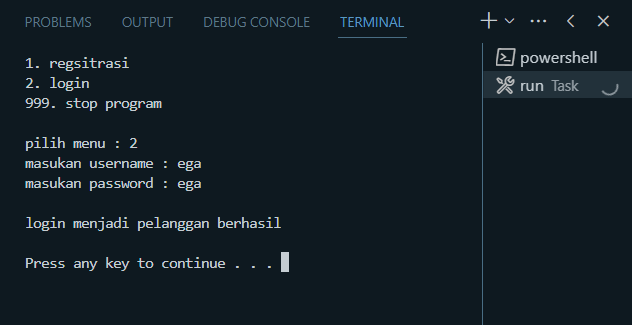 PROBLEMS OUTPUT DEBUG CONSOLE TERMINAL
powershell
run Task
1. regsitrasi
2. login
999. stop program
pilih menu : 2
masukan username : ega
masukan password : ega
login menjadi pelanggan berhasil
Press any key to continue . . .